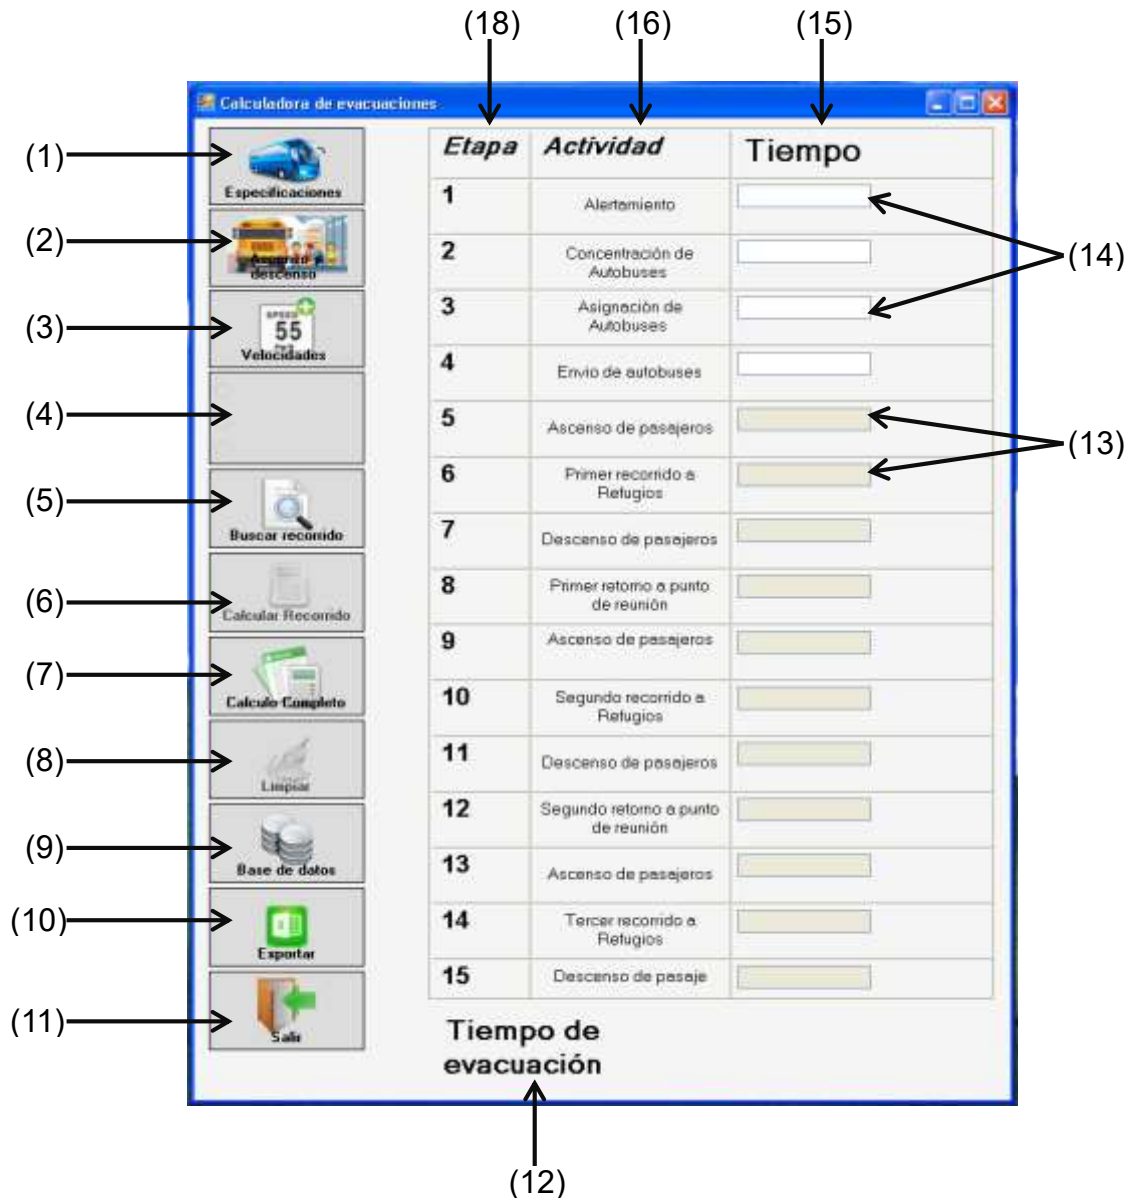 (18) (16) (15)
Calculadora de evacuaciones
(1)
Especificaciones
(2)
descenso
(3)
SPEED
55
Velocidades
(4)
(5)
Buscar recorrido
(6)
Calcular Recorrido
(7)
Calculo Completo
(8)
Limpiar
(9)
Base de datos
(10)
Exportar
(11)
Salir
Etapa Actividad Tiempo
1 Alertamiento
2 Concentración de
Autobuses
3 Asignación de
Autobuses
4 Envio de autobuses
5 Ascenso de pasajeros
6 Primer recorrido a
Refugios
7 Descenso de pasajeros
8 Primer retorno a punto
de reunión
9 Ascenso de pasajeros
10 Segundo recorrido a
Refugios
11 Descenso de pasajeros
12 Segundo retorno a punto
de reunión
13 Ascenso de pasajeros
14 Tercer recorrido a
Refugios
15 Descenso de pasaje
(14)
(13)
Tiempo de
evacuación
(12)